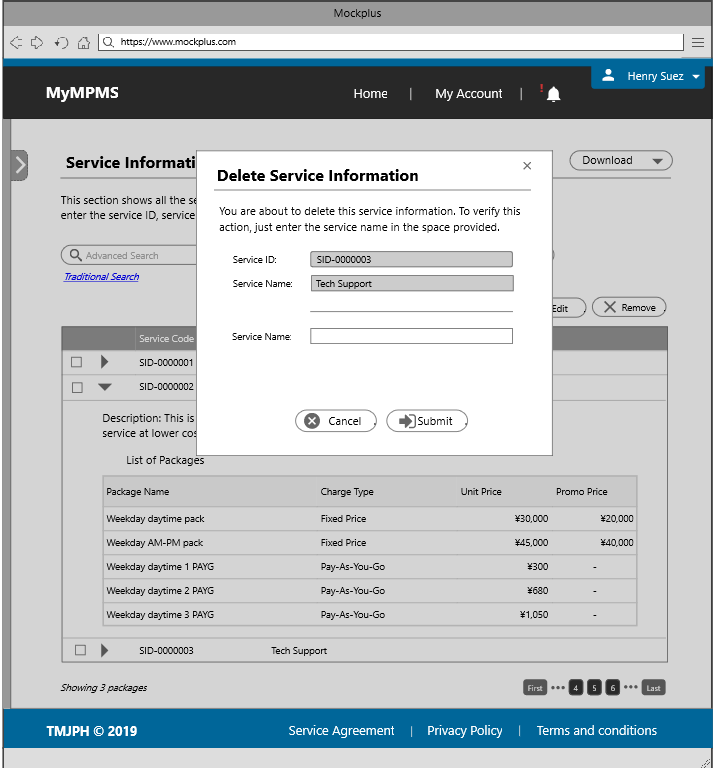 Mockplus
https://www.mockplus.com
Henry Suez
MyMPMS
Home | My Account | !
Service Informati
Download
This section shows all the se
enter the service ID, service
Advanced Search
Traditional Search
Edit
Remove
Delete Service Information
×
You are about to delete this service information. To verify this
action, just enter the service name in the space provided.
Service ID: SID-0000003
Service Name: Tech Support
Service Name:
Cancel
Submit
Service Code
SID-0000001
SID-0000002
Description: This is
service at lower cos
List of Packages
Package Name Charge Type Unit Price Promo Price
Weekday daytime pack Fixed Price ¥30,000 ¥20,000
Weekday AM-PM pack Fixed Price ¥45,000 ¥40,000
Weekday daytime 1 PAYG Pay-As-You-Go ¥300 -
Weekday daytime 2 PAYG Pay-As-You-Go ¥680 -
Weekday daytime 3 PAYG Pay-As-You-Go ¥1,050 -
SID-0000003 Tech Support
Showing 3 packages
First ••• 4 5 6 ••• Last
TMJPH © 2019
Service Agreement | Privacy Policy | Terms and conditions